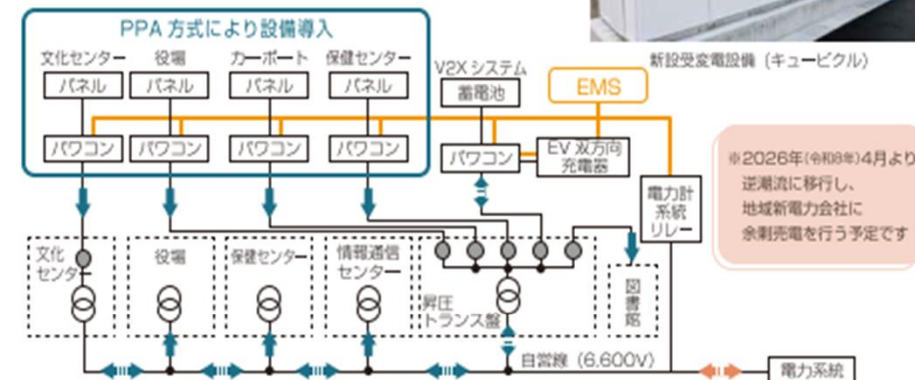 PPA 方式により設備導入
文化センター
役場
カーポート
保健センター
パネル
パネル
パネル
パネル
パワコン
パワコン
パワコン
パワコン
V2X システム
蓄電池
パワコン
EMS
EV 双方向
充電器
新設受変電設備（キュービクル）
電力計
系統
リレー
※2026年(令和8年)4月より
逆潮流に移行し、
地域新電力会社に
余剰売電を行う予定です
文化
センター
役場
保健センター
情報通信
センター
昇圧
トランス盤
図書館
自営線（6,600V）
電力系統